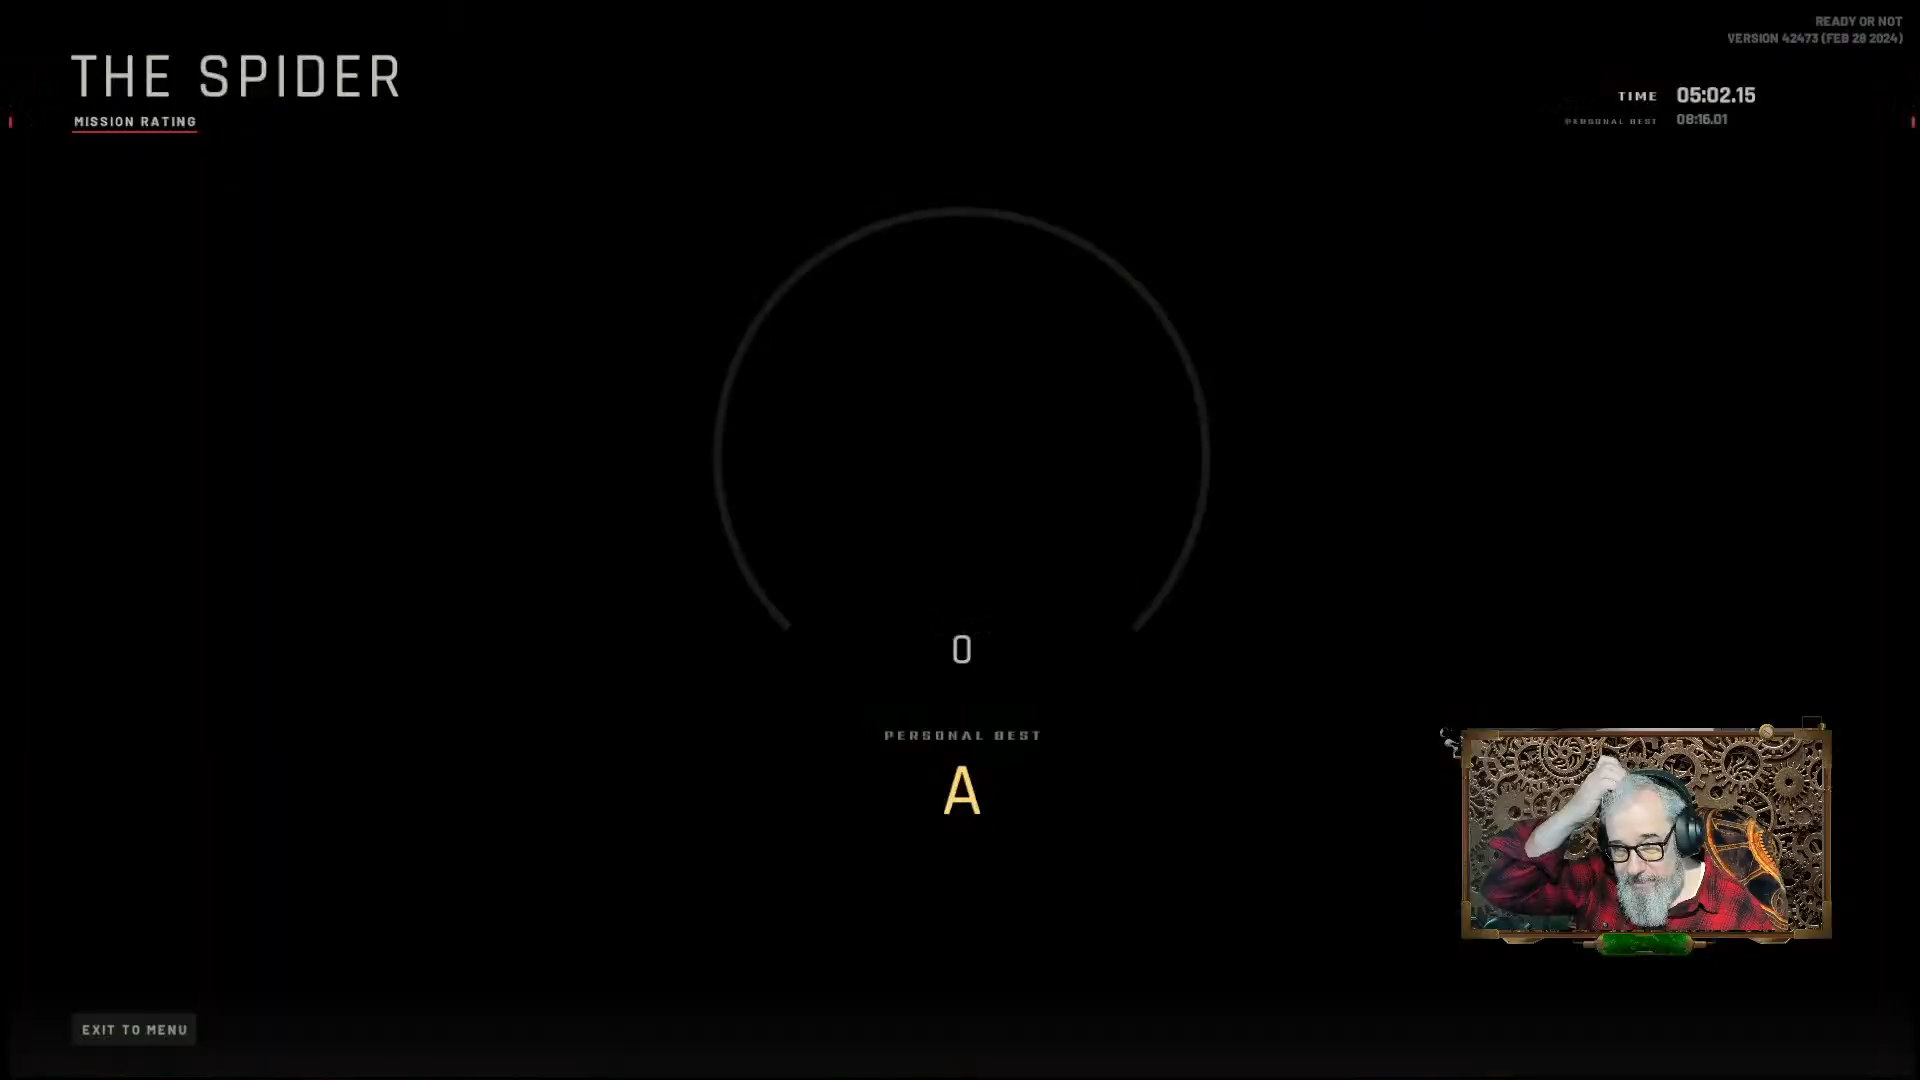 READY OR NOT
VERSION 42473 (FEB 28 2024)
THE SPIDER
MISSION RATING
TIME 05:02.15
PERSONAL BEST 08:16.01
0
PERSONAL BEST
A
EXIT TO MENU